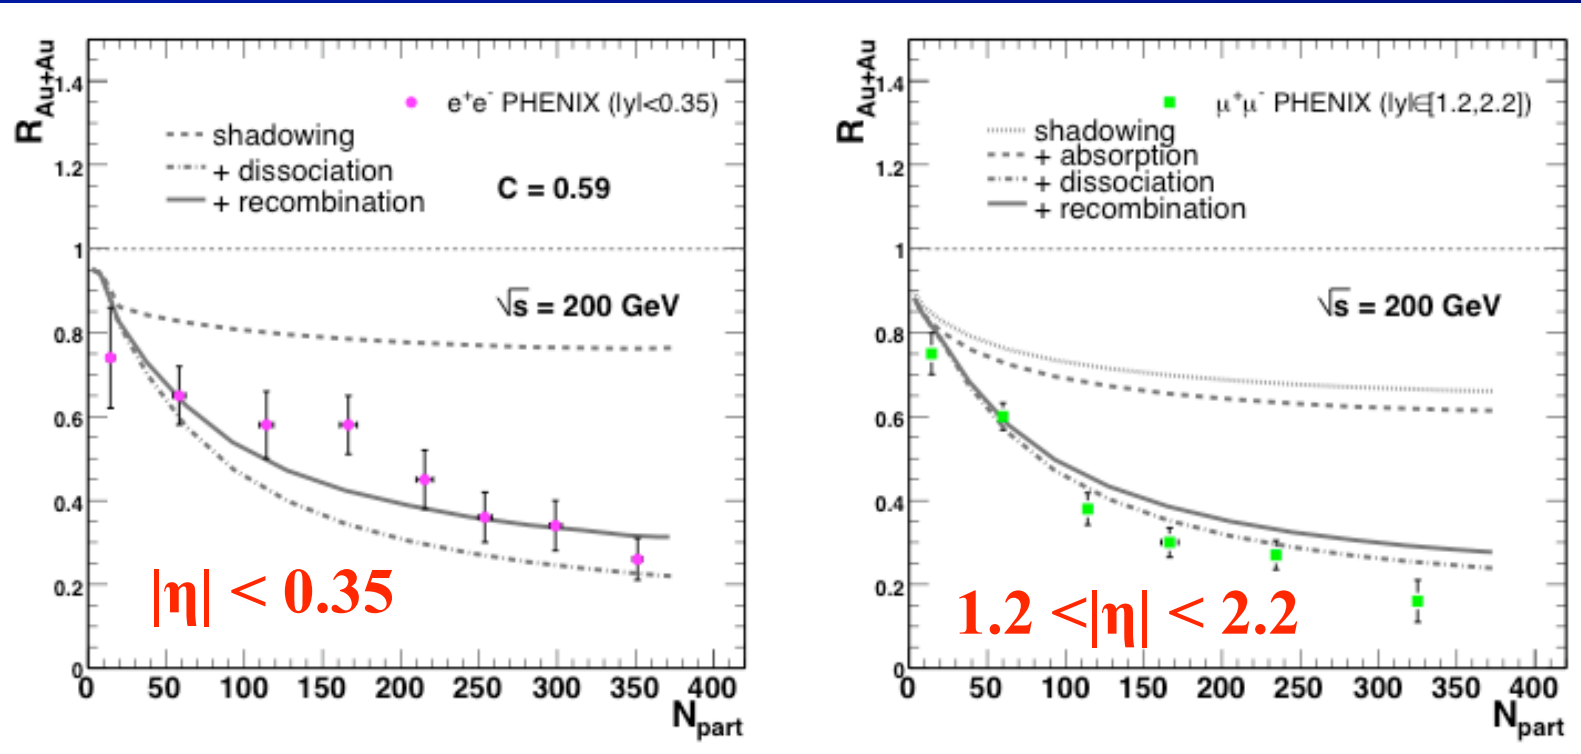 R_Au+Au
1.4
1.2
1
0.8
0.6
0.4
0.2
0
e⁺e⁻ PHENIX (|y|<0.35)
shadowing
+ dissociation
+ recombination
C = 0.59
√s = 200 GeV
|η| < 0.35
0 50 100 150 200 250 300 350 400
N_part
R_Au+Au
1.4
1.2
1
0.8
0.6
0.4
0.2
0
μ⁺μ⁻ PHENIX (|y|∈[1.2,2.2])
shadowing
+ absorption
+ dissociation
+ recombination
√s = 200 GeV
1.2 <|η| < 2.2
0 50 100 150 200 250 300 350 400
N_part